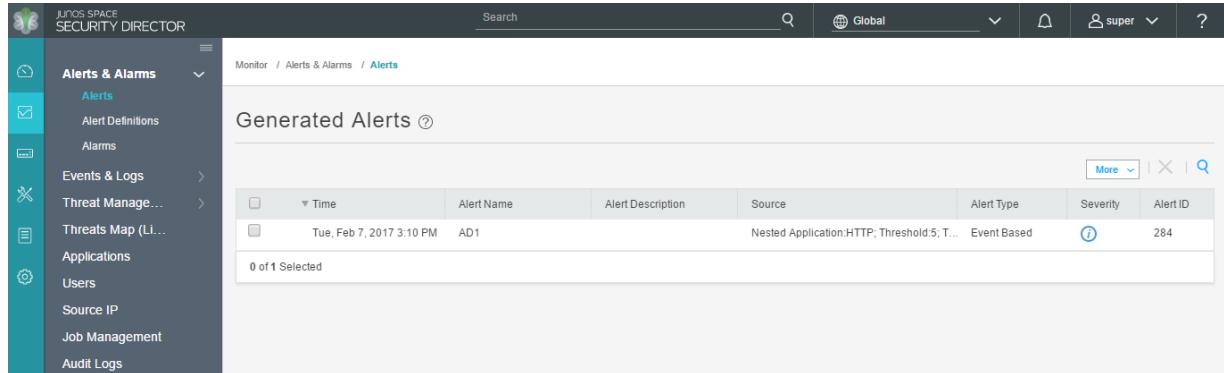 JUNOS SPACE
SECURITY DIRECTOR
Search
Global
super
?
Alerts & Alarms
Alerts
Alert Definitions
Alarms
Events & Logs
Threat Manage...
Threats Map (Li...
Applications
Users
Source IP
Job Management
Audit Logs
Monitor / Alerts & Alarms / Alerts
Generated Alerts ?
More
Time Alert Name Alert Description Source Alert Type Severity Alert ID
Tue, Feb 7, 2017 3:10 PM AD1 Nested Application:HTTP; Threshold:5; T... Event Based i 284
0 of 1 Selected